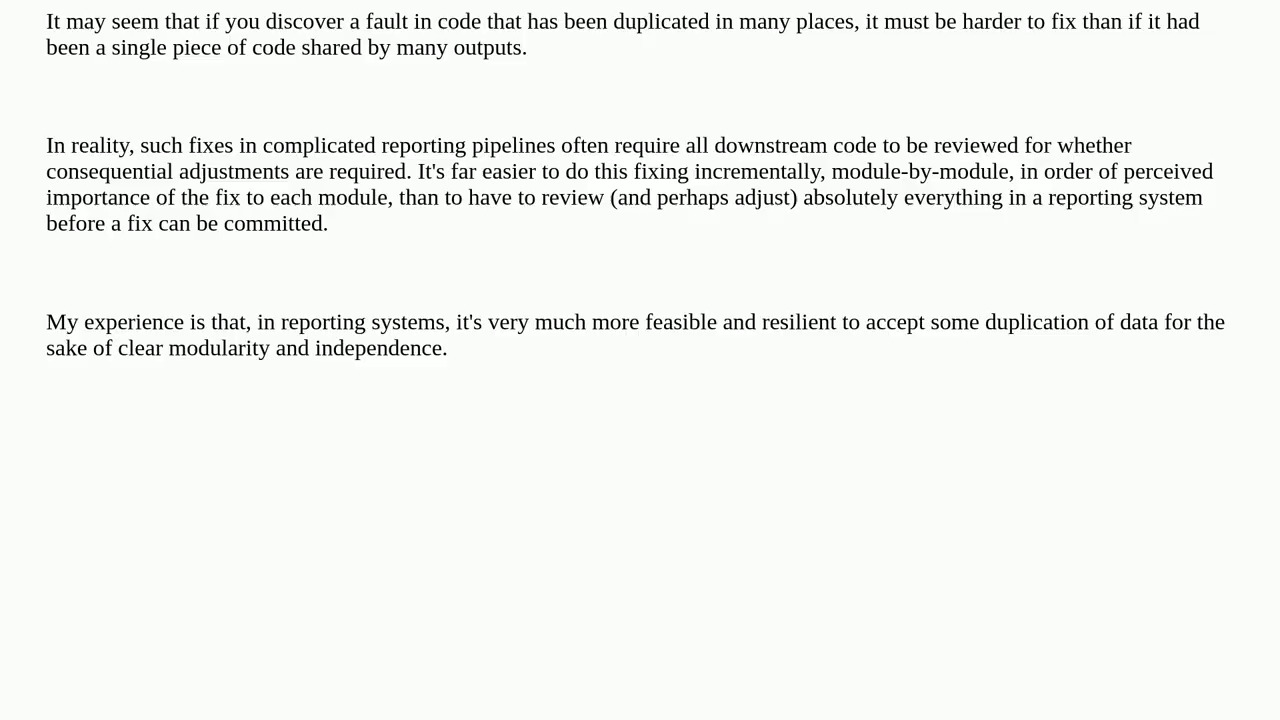 It may seem that if you discover a fault in code that has been duplicated in many places, it must be harder to fix than if it had
been a single piece of code shared by many outputs.
In reality, such fixes in complicated reporting pipelines often require all downstream code to be reviewed for whether
consequential adjustments are required. It's far easier to do this fixing incrementally, module-by-module, in order of perceived
importance of the fix to each module, than to have to review (and perhaps adjust) absolutely everything in a reporting system
before a fix can be committed.
My experience is that, in reporting systems, it's very much more feasible and resilient to accept some duplication of data for the
sake of clear modularity and independence.